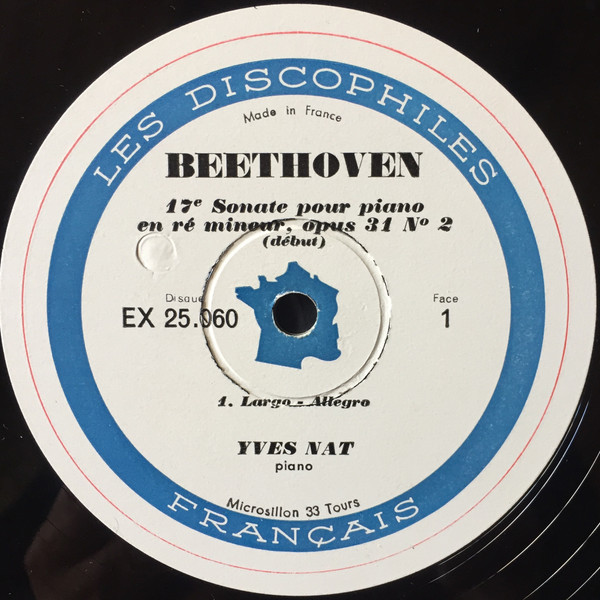 LES DISCOPHILES
Made in France
BEETHOVEN
17e Sonate pour piano
en ré mineur, opus 31 No 2
(début)
Disque
EX 25.060
Face
1
1. Largo - Allegro
YVES NAT
piano
Microsillon 33 Tours
FRANÇAIS